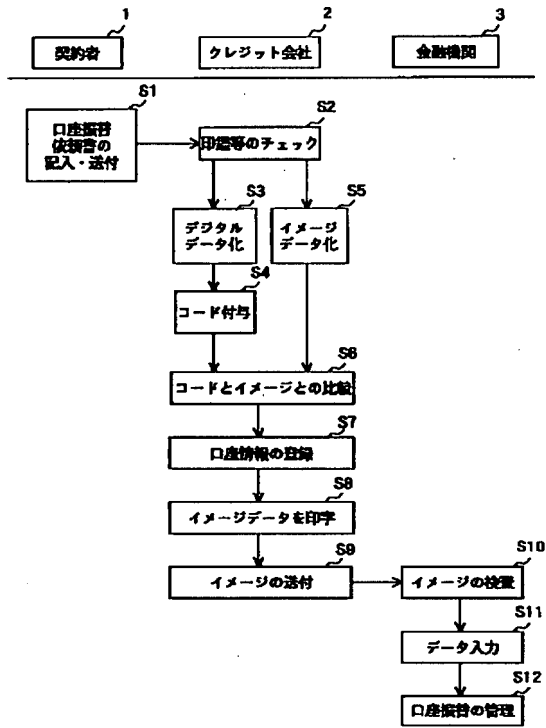 1
2
3
契約者
クレジット会社
金融機関
S1
口座振替
依頼書の
記入・送付
S2
印鑑等のチェック
S3
デジタル
データ化
S5
イメージ
データ化
S4
コード付与
S6
コードとイメージとの比較
S7
口座情報の登録
S8
イメージデータを印字
S9
イメージの送付
S10
イメージの検査
S11
データ入力
S12
口座振替の管理